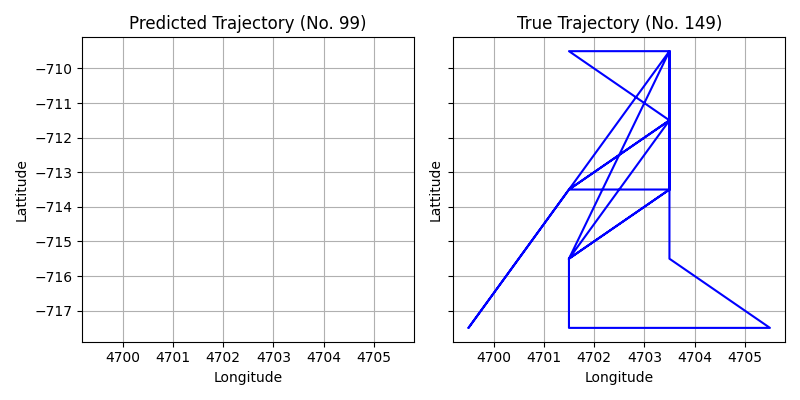 Predicted Trajectory (No. 99)
True Trajectory (No. 149)
Lattitude
−710
−711
−712
−713
−714
−715
−716
−717
4700 4701 4702 4703 4704 4705
Longitude
Lattitude
4700 4701 4702 4703 4704 4705
Longitude